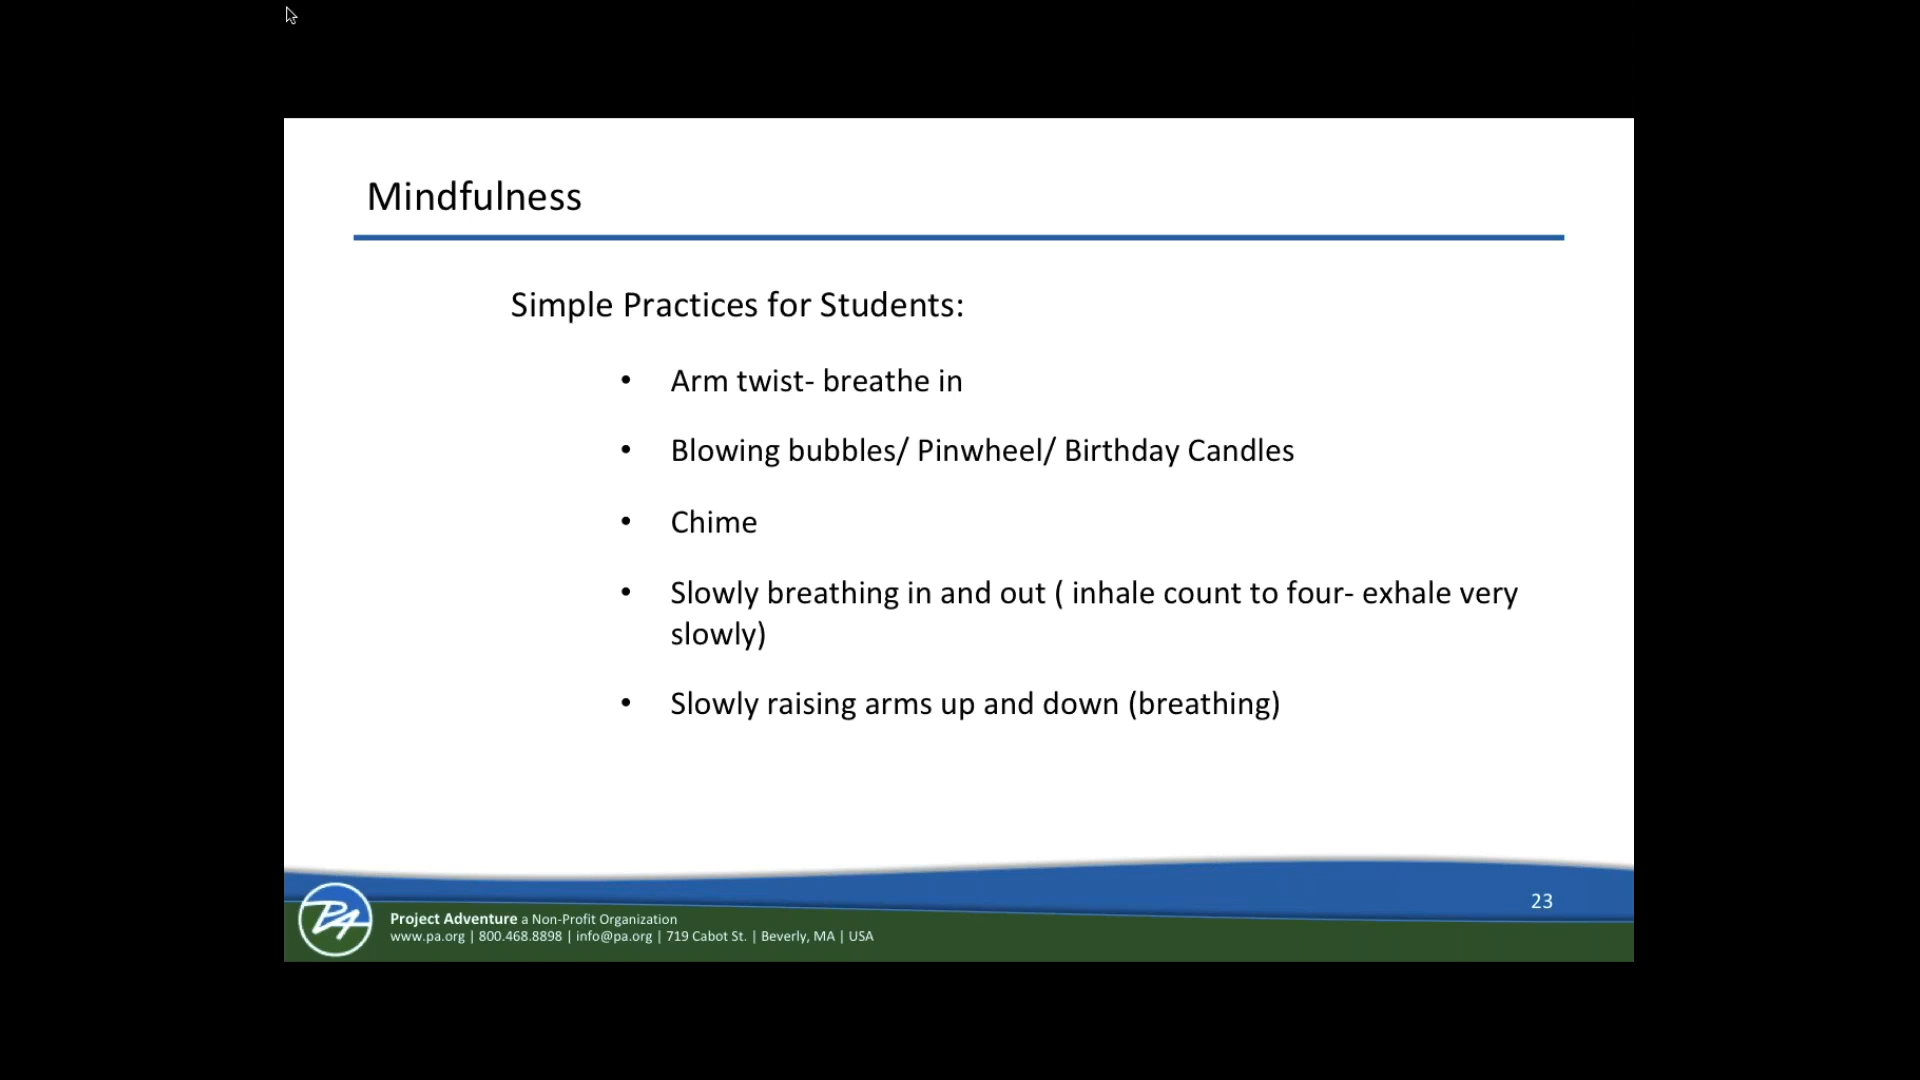 Mindfulness
Simple Practices for Students:
• Arm twist- breathe in
• Blowing bubbles/ Pinwheel/ Birthday Candles
• Chime
• Slowly breathing in and out ( inhale count to four- exhale very
slowly)
• Slowly raising arms up and down (breathing)
23
PA
Project Adventure a Non-Profit Organization
www.pa.org | 800.468.8898 | info@pa.org | 719 Cabot St. | Beverly, MA | USA